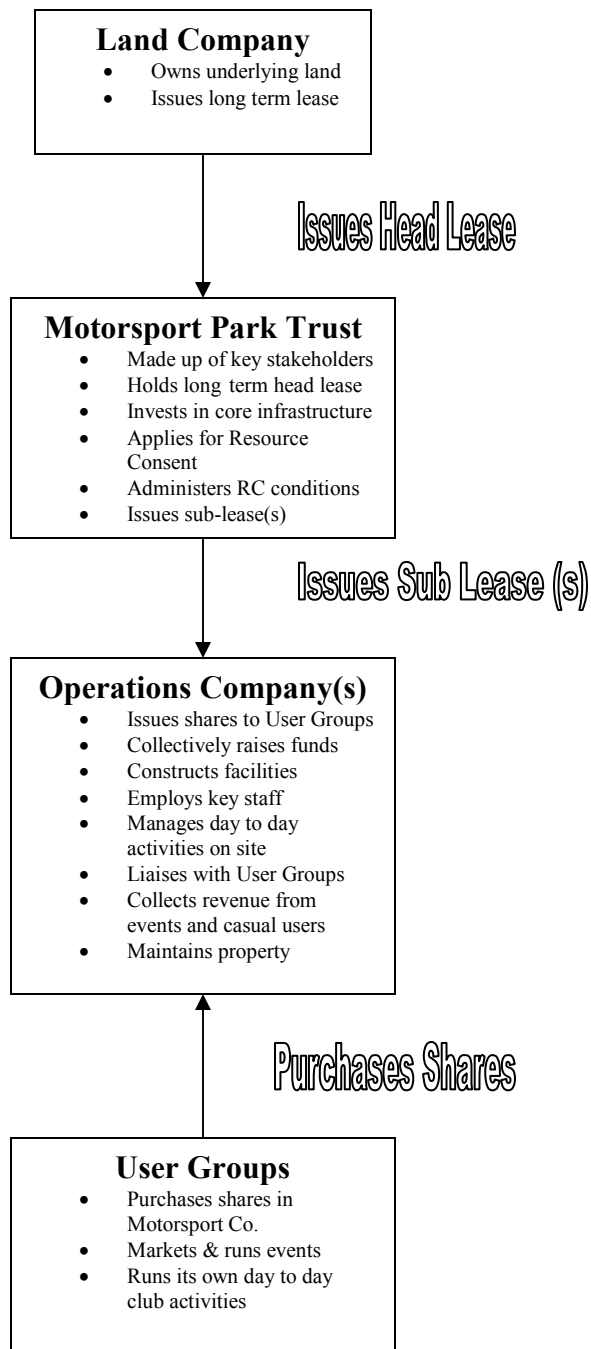 Land Company
• Owns underlying land
• Issues long term lease
Issues Head Lease
Motorsport Park Trust
• Made up of key stakeholders
• Holds long term head lease
• Invests in core infrastructure
• Applies for Resource
Consent
• Administers RC conditions
• Issues sub-lease(s)
Issues Sub Lease (s)
Operations Company(s)
• Issues shares to User Groups
• Collectively raises funds
• Constructs facilities
• Employs key staff
• Manages day to day
activities on site
• Liaises with User Groups
• Collects revenue from
events and casual users
• Maintains property
Purchases Shares
User Groups
• Purchases shares in
Motorsport Co.
• Markets & runs events
• Runs its own day to day
club activities